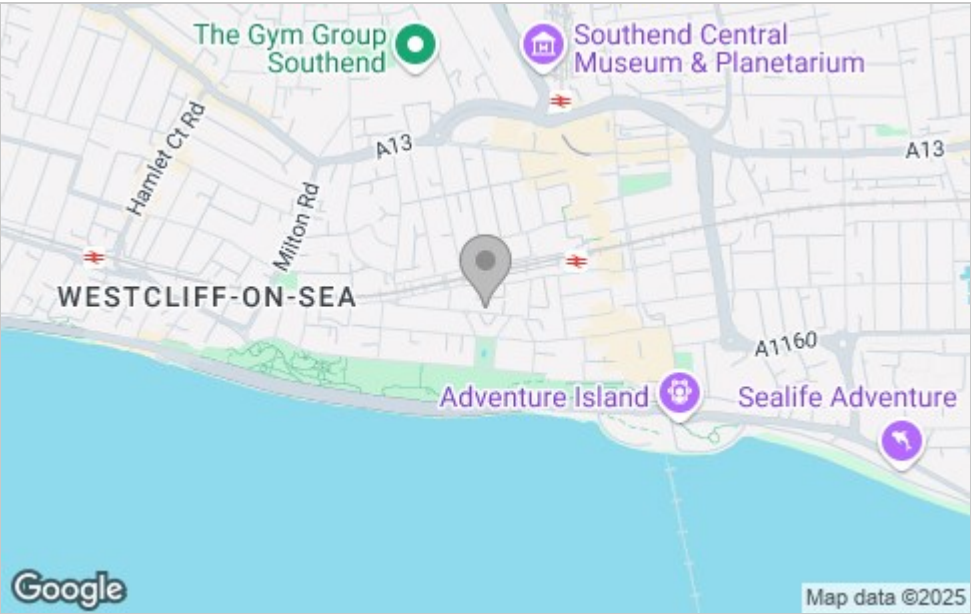 The Gym Group
Southend
Southend Central
Museum & Planetarium
A13
A13
Hamlet Ct Rd
Milton Rd
WESTCLIFF-ON-SEA
A1160
Adventure Island
Sealife Adventure
Google
Map data ©2025